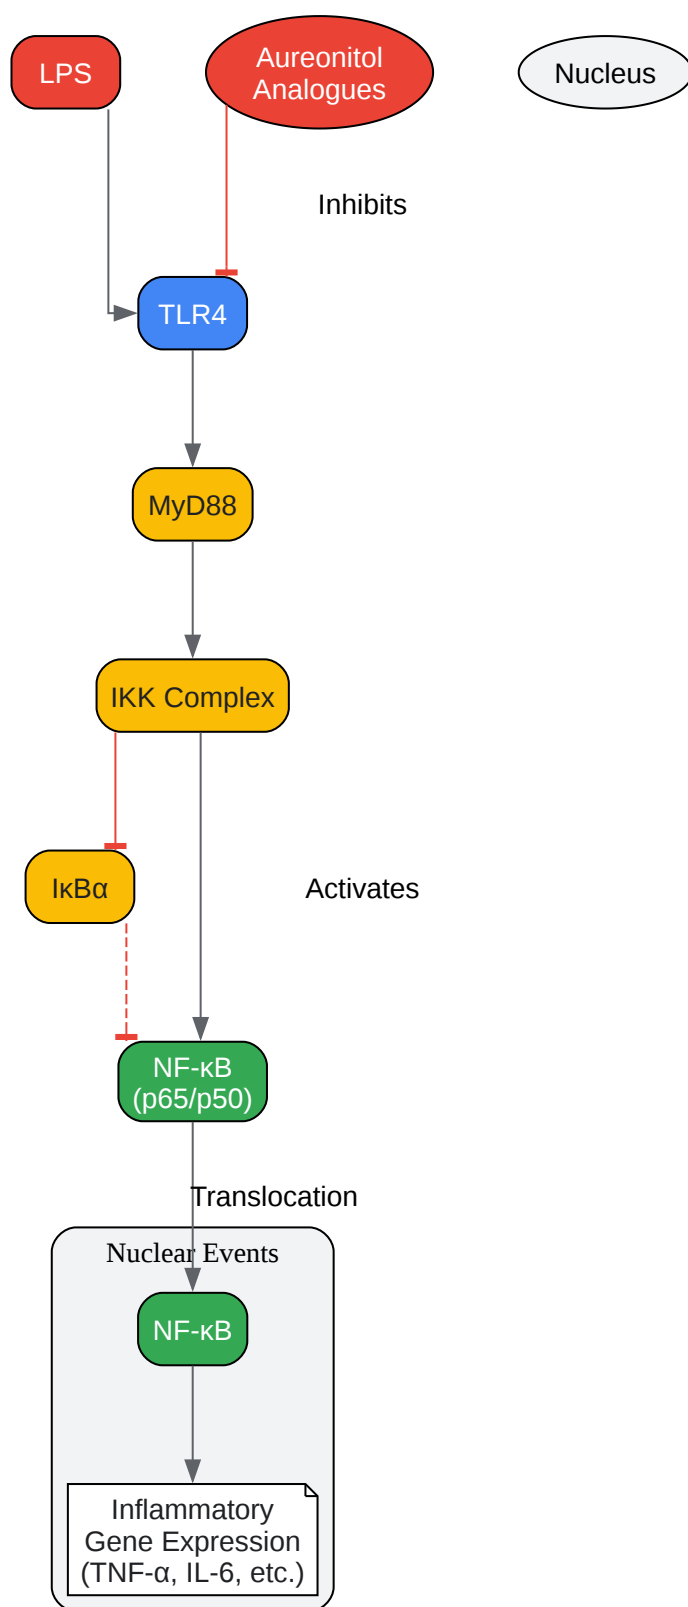 LPS
Aureonitol
Analogues
Nucleus
Inhibits
TLR4
MyD88
IKK Complex
IκBα
Activates
NF-κB
(p65/p50)
Translocation
Nuclear Events
NF-κB
Inflammatory
Gene Expression
(TNF-α, IL-6, etc.)